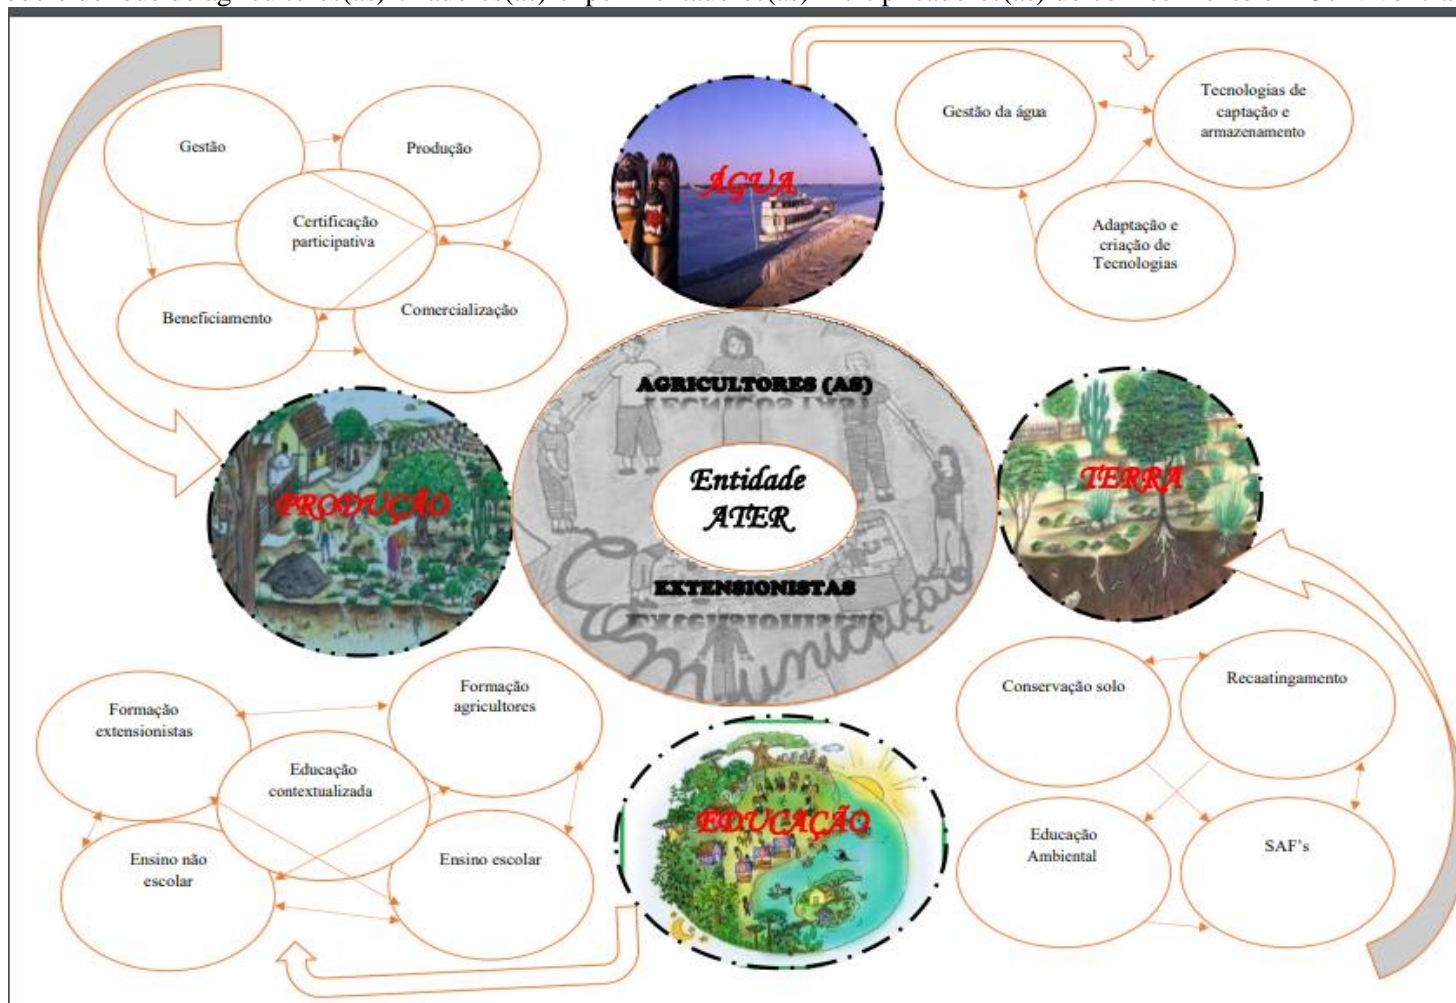 Gestão
Produção
Certificação
participativa
Beneficiamento
Comercialização
ÁGUA
Gestão da água
Tecnologias de
captação e
armazenamento
Adaptação e
criação de
Tecnologias
PRODUÇÃO
AGRICULTORES (AS)
Entidade
ATER
EXTENSIONISTAS
Comunicação
TERRA
Formação
extensionistas
Formação
agricultores
Educação
contextualizada
Ensino não
escolar
Ensino escolar
EDUCAÇÃO
Conservação solo
Recaatingamento
Educação
Ambiental
SAF's